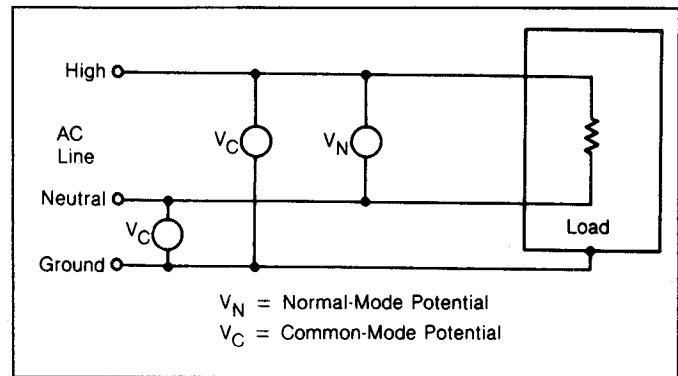 High
V_C
V_N
AC
Line
Neutral
V_C
Load
Ground
V_N = Normal-Mode Potential
V_C = Common-Mode Potential